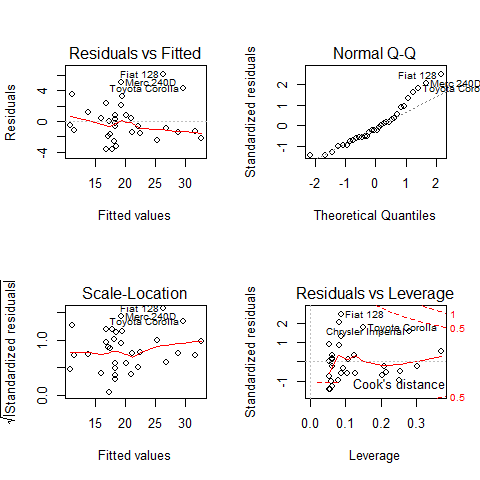 Residuals vs Fitted
Residuals
4
0
-4
Fiat 128
Merc 240D
Toyota Corolla
15 20 25 30
Fitted values
Normal Q-Q
Standardized residuals
2
1
0
-1
Fiat 128
Merc 240D
Toyota Coro
-2 -1 0 1 2
Theoretical Quantiles
Scale-Location
√|Standardized residuals|
1.0
0.0
Fiat 128
Merc 240D
Toyota Corolla
15 20 25 30
Fitted values
Residuals vs Leverage
Standardized residuals
2
1
-1
Fiat 128
Toyota Corolla
Chrysler Imperial
Cook's distance
1
0.5
0.5
0.0 0.1 0.2 0.3
Leverage